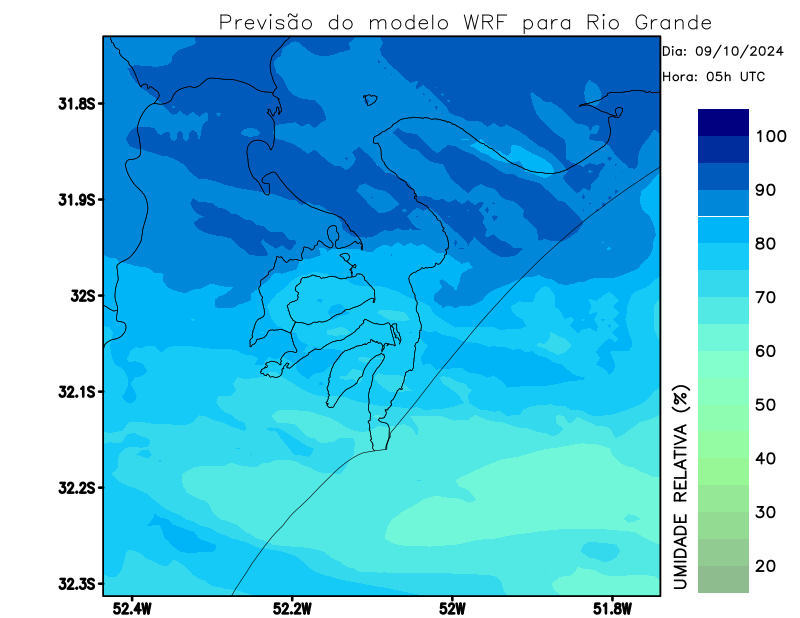 Previsão do modelo WRF para Rio Grande
Dia: 09/10/2024
Hora: 05h UTC
31.8S
31.9S
32S
32.1S
32.2S
32.3S
52.4W
52.2W
52W
51.8W
UMIDADE RELATIVA (%)
100
90
80
70
60
50
40
30
20